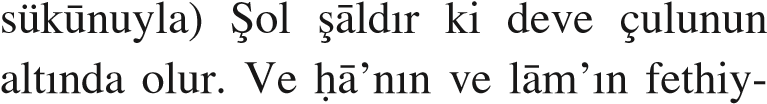 sükūnuyla) Şol şāldır ki deve çulunun
altında olur. Ve ḥā’nın ve lām’ın fethiy-